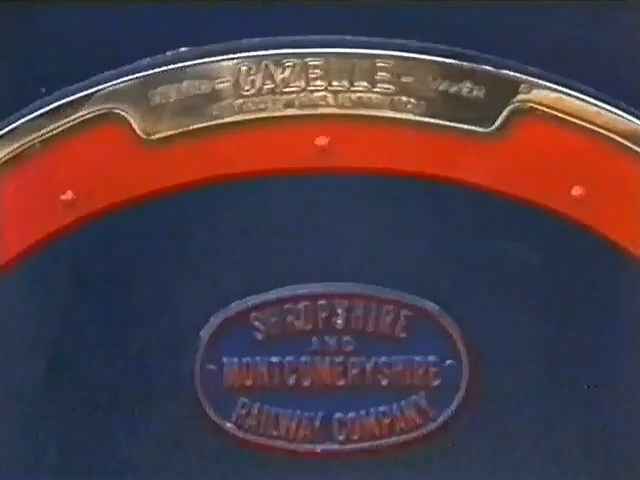 GAZELLE
SHROPSHIRE
AND
MONTGOMERYSHIRE
RAILWAY COMPANY